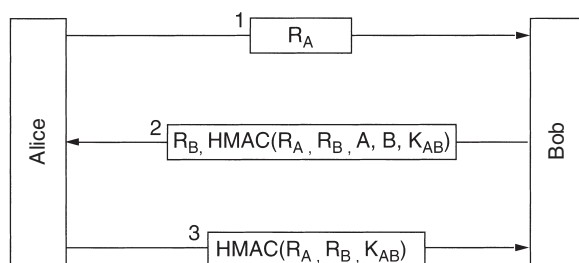 Alice
1
R_A
2
R_B, HMAC(R_A , R_B , A, B, K_AB)
3
HMAC(R_A , R_B , K_AB)
Bob